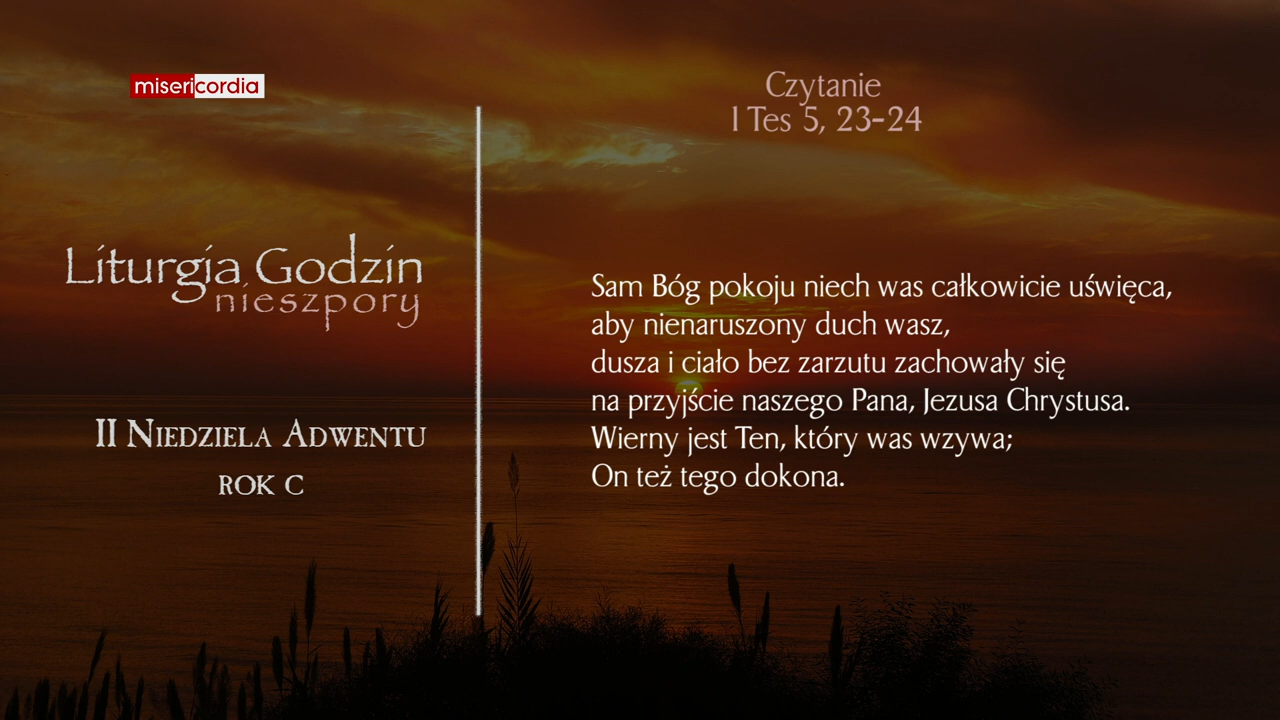 misericordia
Liturgia Godzin
nieszpory
II Niedziela Adwentu
rok C
Czytanie
1 Tes 5, 23-24
Sam Bóg pokoju niech was całkowicie uświęca,
aby nienaruszony duch wasz,
dusza i ciało bez zarzutu zachowały się
na przyjście naszego Pana, Jezusa Chrystusa.
Wierny jest Ten, który was wzywa;
On też tego dokona.